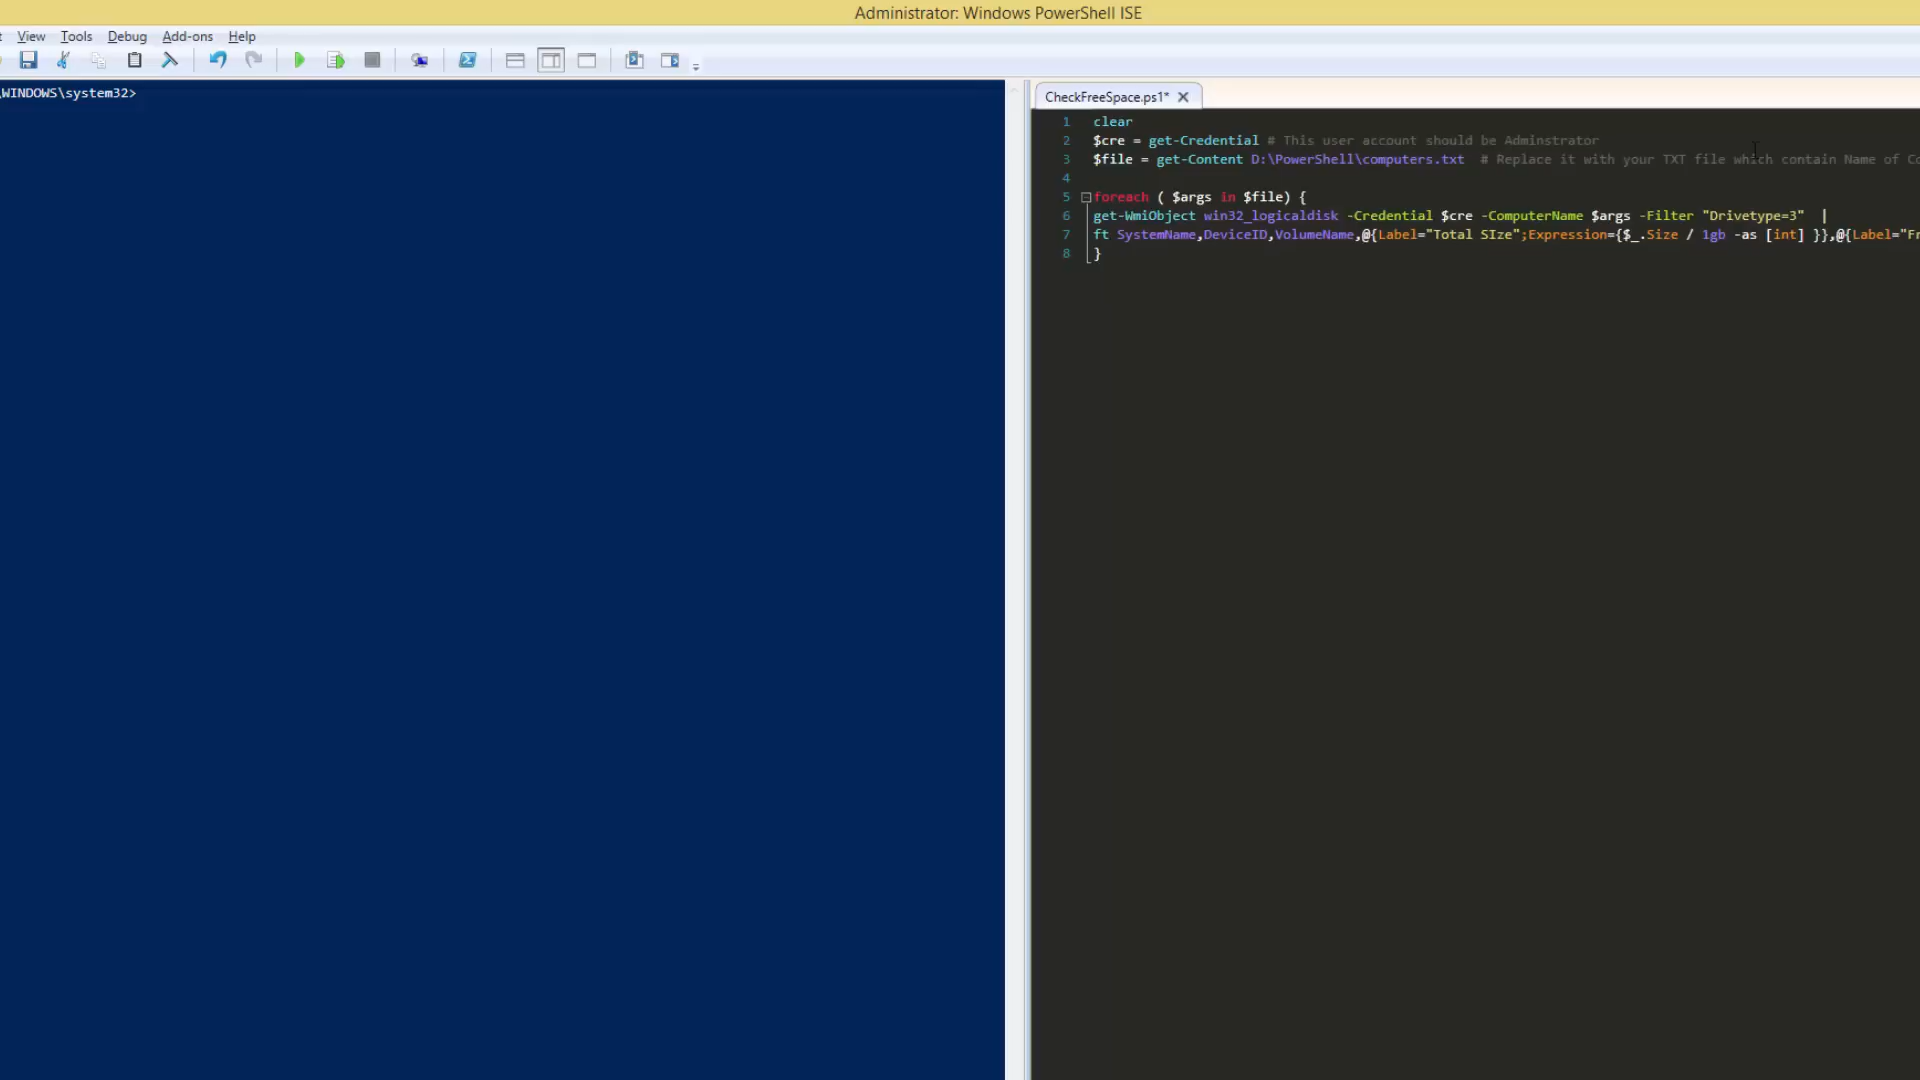 Administrator: Windows PowerShell ISE
View Tools Debug Add-ons Help
\WINDOWS\system32>
CheckFreeSpace.ps1*
1 clear
2 $cre = get-Credential # This user account should be Adminstrator
3 $file = get-Content D:\PowerShell\computers.txt # Replace it with your TXT file which contain Name of Co
4
5 foreach ( $args in $file) {
6 get-WmiObject win32_logicaldisk -Credential $cre -ComputerName $args -Filter "Drivetype=3" |
7 ft SystemName,DeviceID,VolumeName,@{Label="Total SIze";Expression={$_.Size / 1gb -as [int] }},@{Label="Fr
8 }